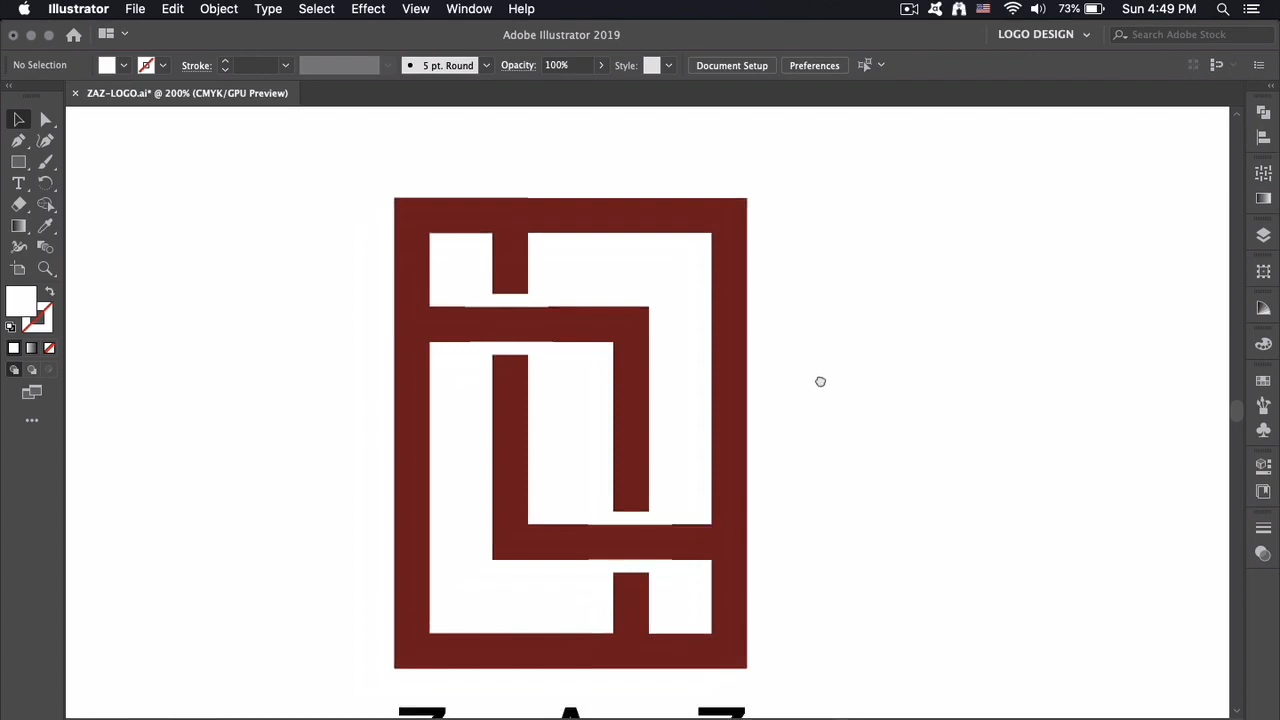 Illustrator File Edit Object Type Select Effect View Window Help 73% Sun 4:49 PM
Adobe Illustrator 2019 LOGO DESIGN Search Adobe Stock
No Selection Stroke: 5 pt. Round Opacity: 100% Style: Document Setup Preferences
× ZAZ-LOGO.ai* @ 200% (CMYK/GPU Preview)
Z A Z